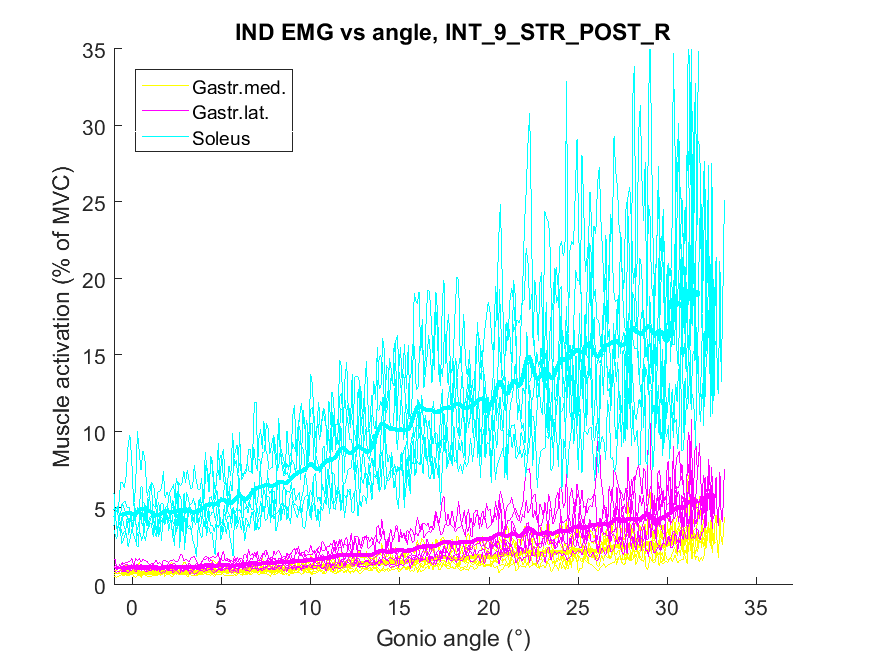 IND EMG vs angle, INT_9_STR_POST_R
Muscle activation (% of MVC)
35
30
25
20
15
10
5
0
Gastr.med.
Gastr.lat.
Soleus
0 5 10 15 20 25 30 35
Gonio angle (°)